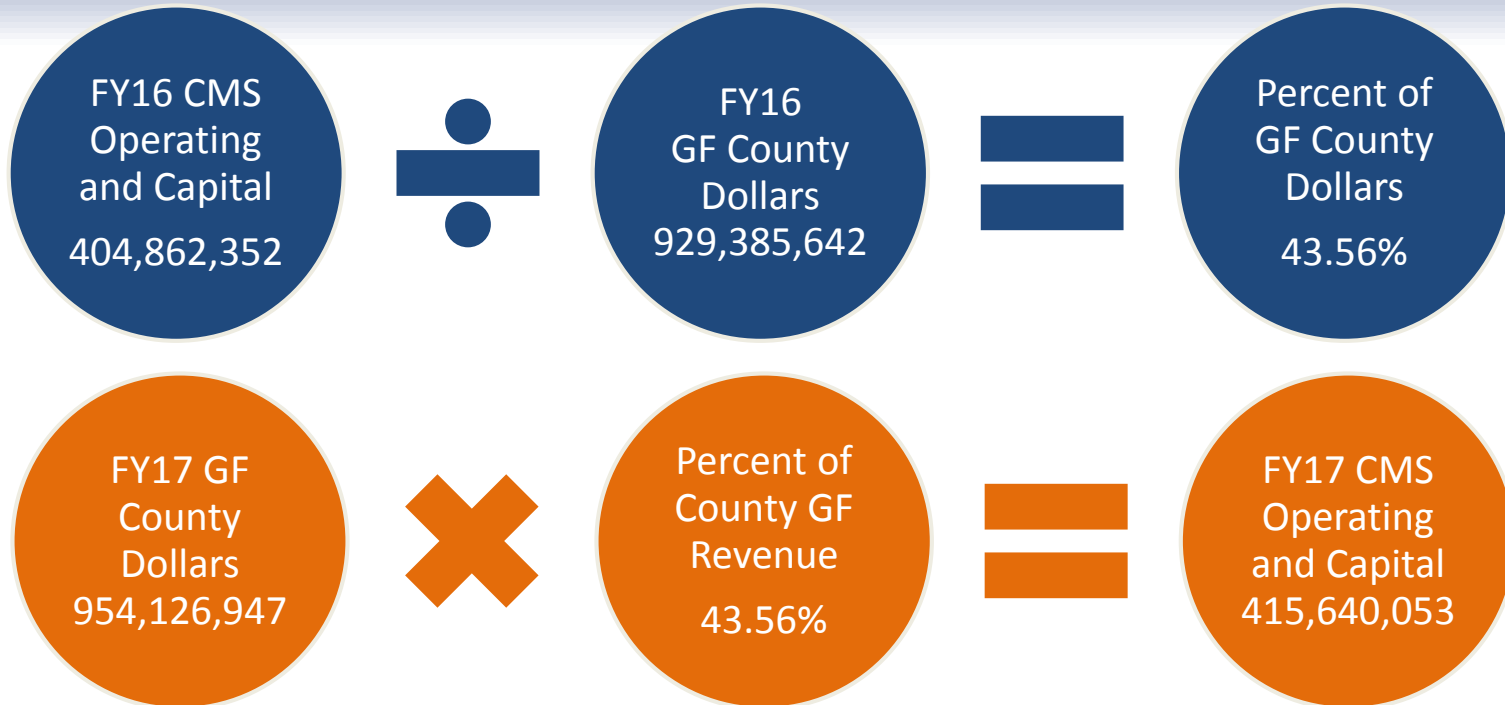 FY16 CMS
Operating
and Capital
404,862,352
FY16
GF County
Dollars
929,385,642
Percent of
GF County
Dollars
43.56%
FY17 GF
County
Dollars
954,126,947
Percent of
County GF
Revenue
43.56%
FY17 CMS
Operating
and Capital
415,640,053